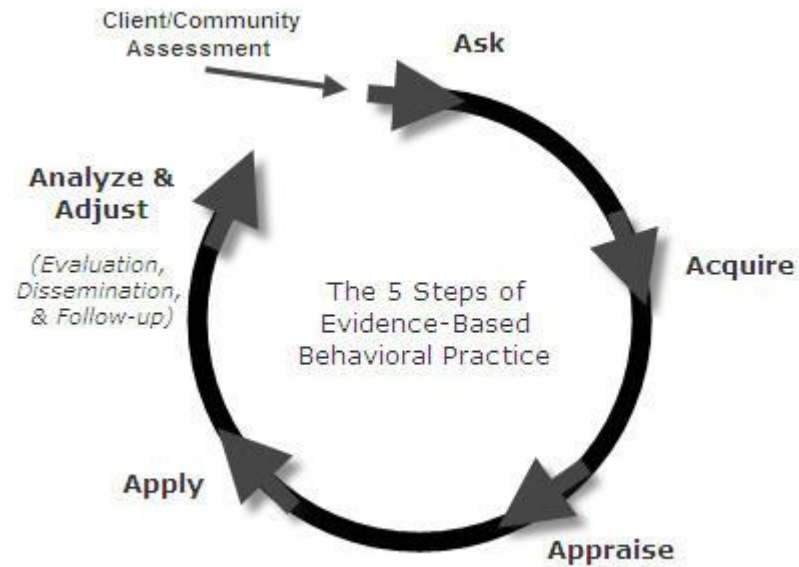 Client/Community
Assessment
Ask
Acquire
Appraise
Apply
Analyze &
Adjust
(Evaluation,
Dissemination,
& Follow-up)
The 5 Steps of
Evidence-Based
Behavioral Practice